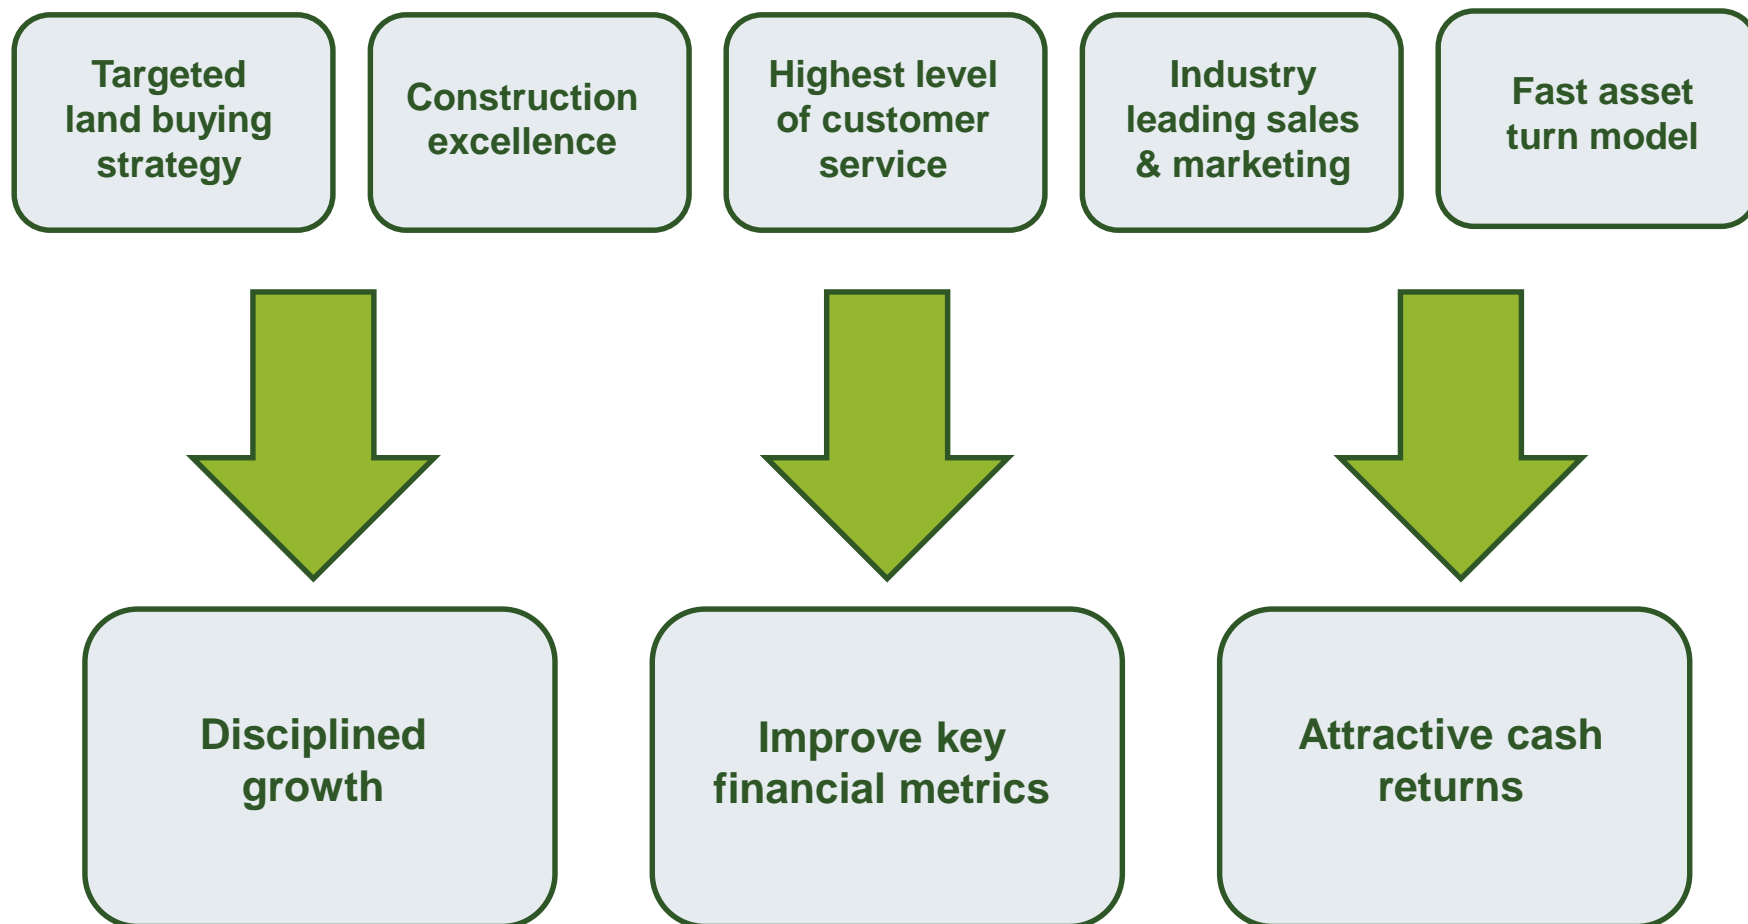 Targeted
land buying
strategy
Construction
excellence
Highest level
of customer
service
Industry
leading sales
& marketing
Fast asset
turn model
Disciplined
growth
Improve key
financial metrics
Attractive cash
returns